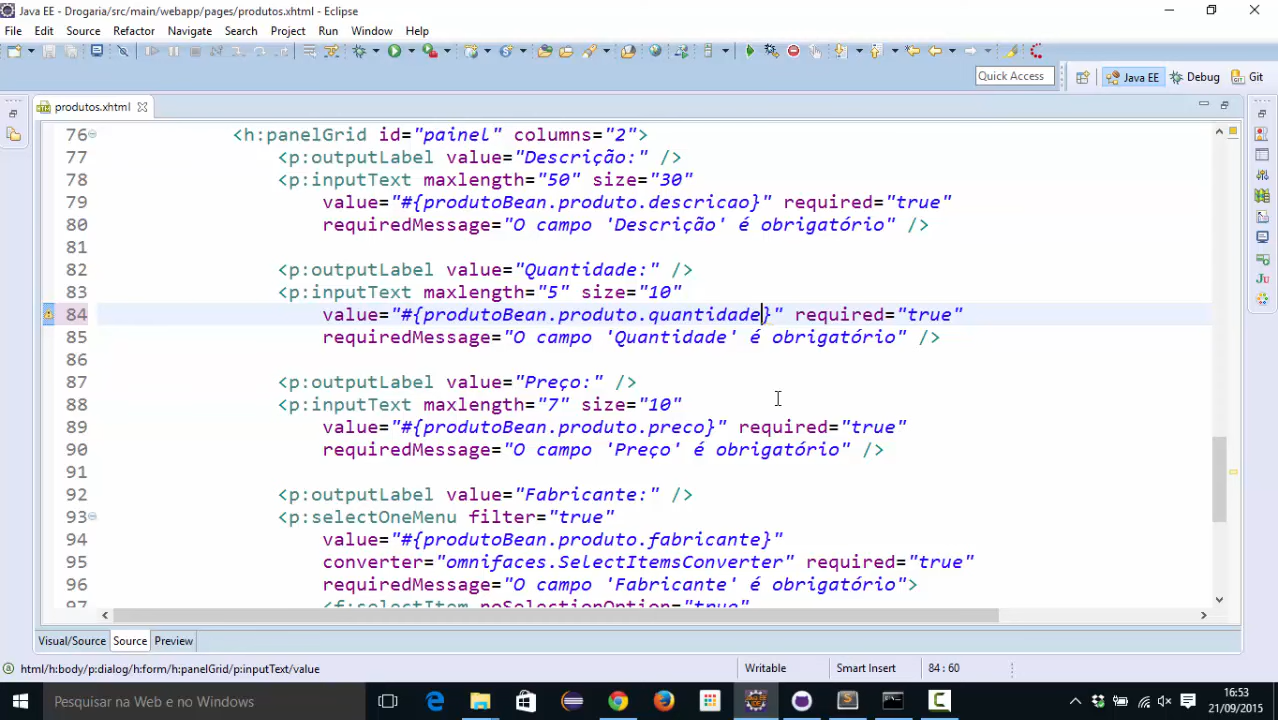 Java EE - Drogaria/src/main/webapp/pages/produtos.xhtml - Eclipse
File Edit Source Refactor Navigate Search Project Run Window Help
Quick Access Java EE Debug Git
produtos.xhtml
76 <h:panelGrid id="painel" columns="2">
77 <p:outputLabel value="Descrição:" />
78 <p:inputText maxlength="50" size="30"
79 value="#{produtoBean.produto.descricao}" required="true"
80 requiredMessage="O campo 'Descrição' é obrigatório" />
81
82 <p:outputLabel value="Quantidade:" />
83 <p:inputText maxlength="5" size="10"
84 value="#{produtoBean.produto.quantidade}" required="true"
85 requiredMessage="O campo 'Quantidade' é obrigatório" />
86
87 <p:outputLabel value="Preço:" />
88 <p:inputText maxlength="7" size="10"
89 value="#{produtoBean.produto.preco}" required="true"
90 requiredMessage="O campo 'Preço' é obrigatório" />
91
92 <p:outputLabel value="Fabricante:" />
93 <p:selectOneMenu filter="true"
94 value="#{produtoBean.produto.fabricante}"
95 converter="omnifaces.SelectItemsConverter" required="true"
96 requiredMessage="O campo 'Fabricante' é obrigatório">
97 <f:selectItem noSelectionOption="true"
Visual/Source Source Preview
html/h:body/p:dialog/h:form/h:panelGrid/p:inputText/value Writable Smart Insert 84 : 60
Pesquisar na Web e no Windows 16:53
21/09/2015